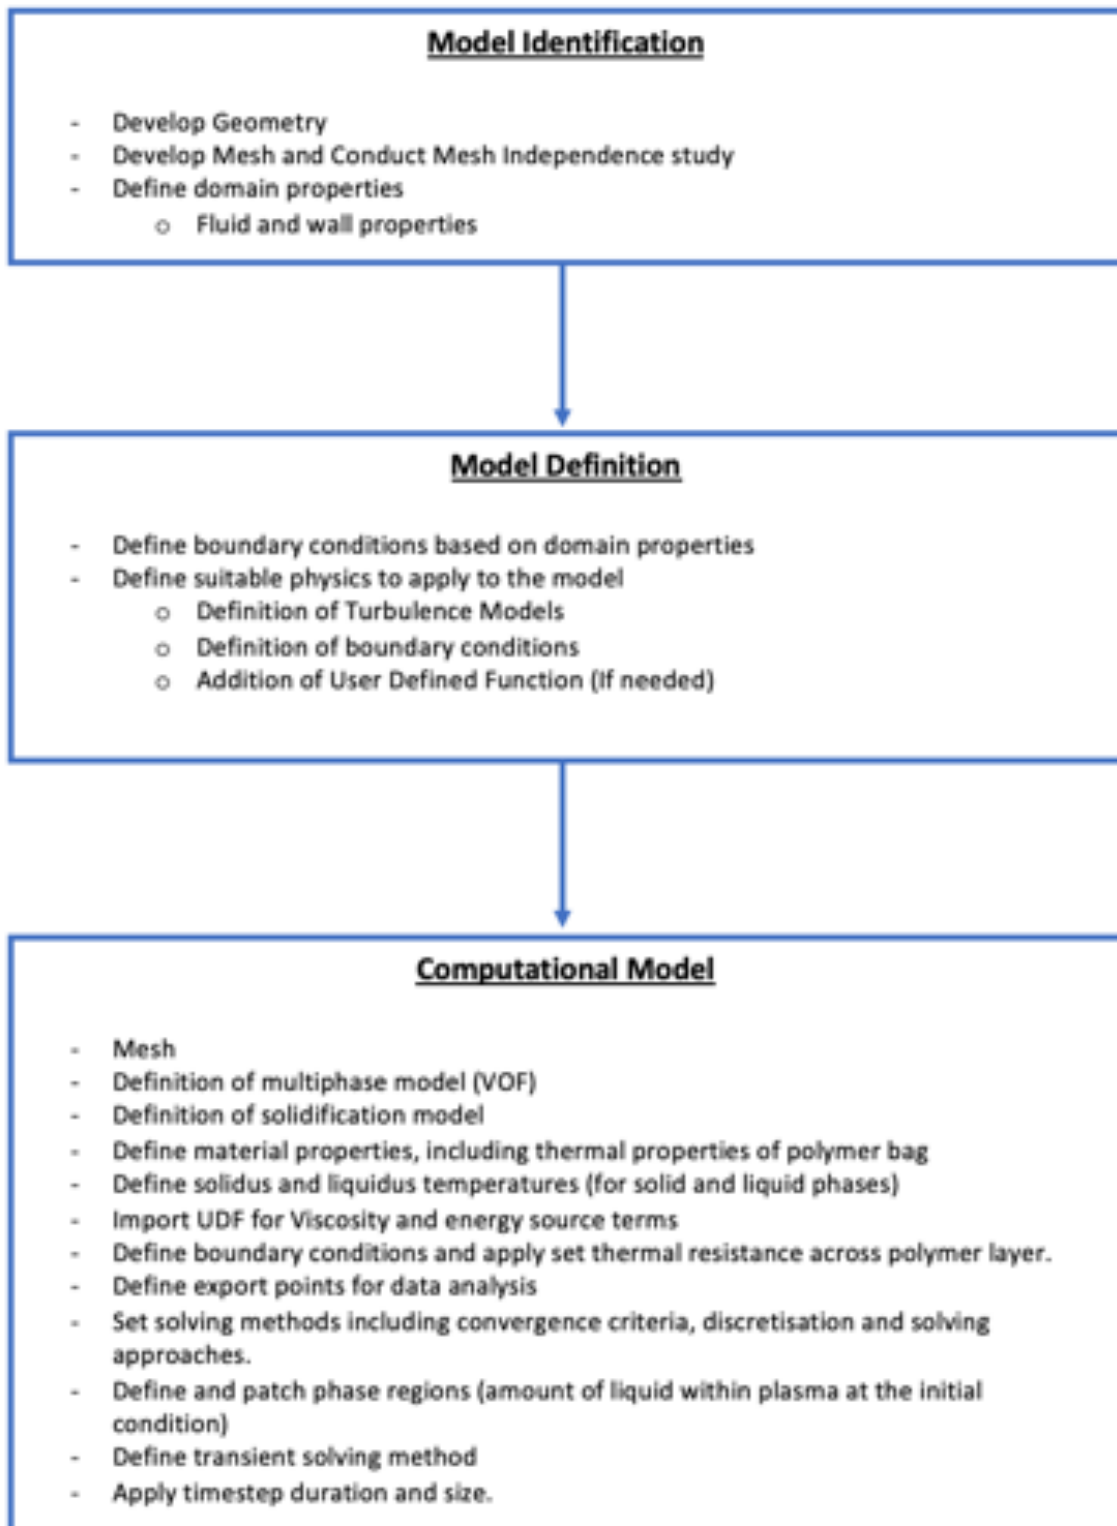 Model Identification
- Develop Geometry
- Develop Mesh and Conduct Mesh Independence study
- Define domain properties
o Fluid and wall properties
Model Definition
- Define boundary conditions based on domain properties
- Define suitable physics to apply to the model
o Definition of Turbulence Models
o Definition of boundary conditions
o Addition of User Defined Function (If needed)
Computational Model
- Mesh
- Definition of multiphase model (VOF)
- Definition of solidification model
- Define material properties, including thermal properties of polymer bag
- Define solidus and liquidus temperatures (for solid and liquid phases)
- Import UDF for Viscosity and energy source terms
- Define boundary conditions and apply set thermal resistance across polymer layer.
- Define export points for data analysis
- Set solving methods including convergence criteria, discretisation and solving
approaches.
- Define and patch phase regions (amount of liquid within plasma at the initial
condition)
- Define transient solving method
- Apply timestep duration and size.